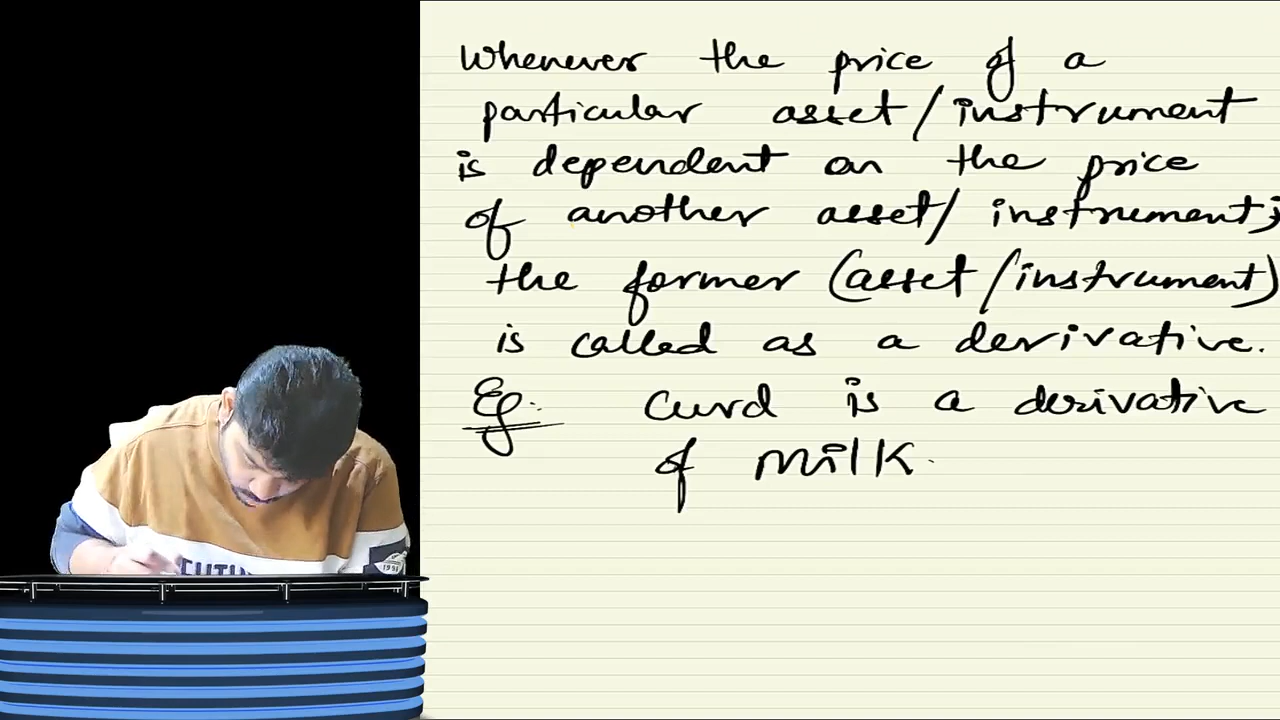 Whenever the price of a
particular asset/instrument
is dependent on the price
of another asset/ instrument;
the former (asset/instrument)
is called as a derivative.
Eg. Curd is a derivative
of Milk.
1991